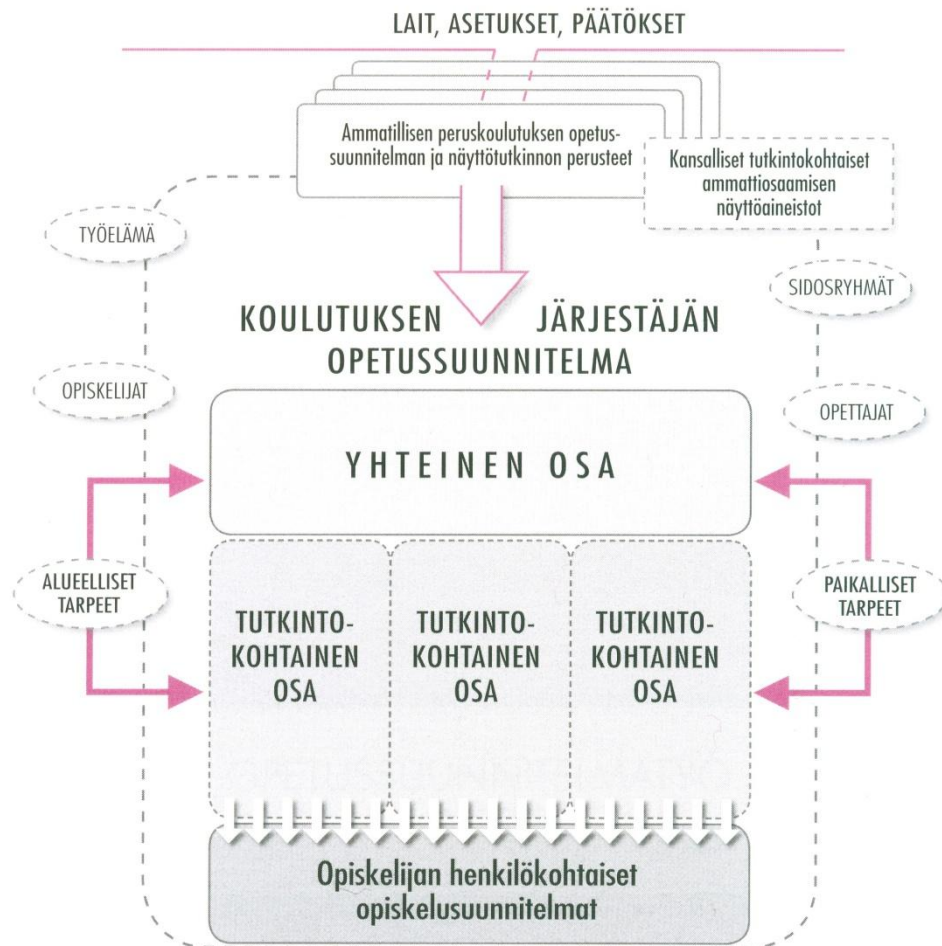 LAIT, ASETUKSET, PÄÄTÖKSET
Ammatillisen peruskoulutuksen opetus-
suunnitelman ja näyttötutkinnon perusteet
Kansalliset tutkintokohtaiset
ammattiosaamisen
näyttöaineistot
TYÖELÄMÄ
SIDOSRYHMÄT
KOULUTUKSEN JÄRJESTÄJÄN
OPETUSSUUNNITELMA
OPISKELIJAT
OPETTAJAT
YHTEINEN OSA
ALUEELLISET
TARPEET
PAIKALLISET
TARPEET
TUTKINTO-
KOHTAINEN
OSA
TUTKINTO-
KOHTAINEN
OSA
TUTKINTO-
KOHTAINEN
OSA
Opiskelijan henkilökohtaiset
opiskelusuunnitelmat